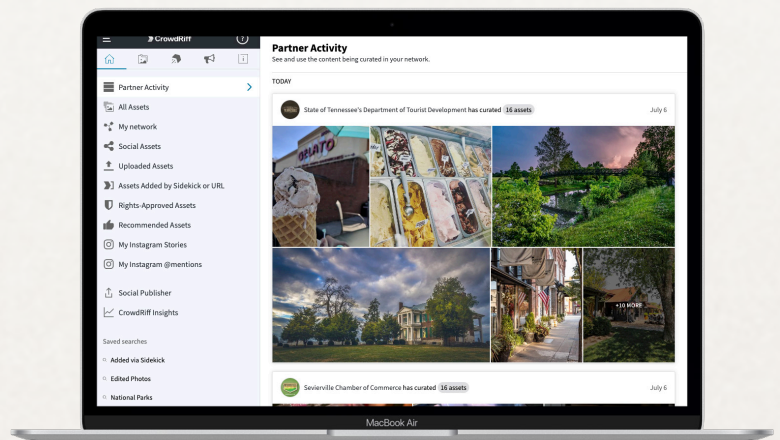 CrowdRiff
?
Partner Activity
All Assets
My network
Social Assets
Uploaded Assets
Assets Added by Sidekick or URL
Rights-Approved Assets
Recommended Assets
My Instagram Stories
My Instagram @mentions
Social Publisher
CrowdRiff Insights
Saved searches
Added via Sidekick
Edited Photos
National Parks
Partner Activity
See and use the content being curated in your network.
TODAY
State of Tennessee's Department of Tourist Development has curated 16 assets
July 6
GELATO
+10 MORE
Sevierville Chamber of Commerce has curated 16 assets
July 6
MacBook Air